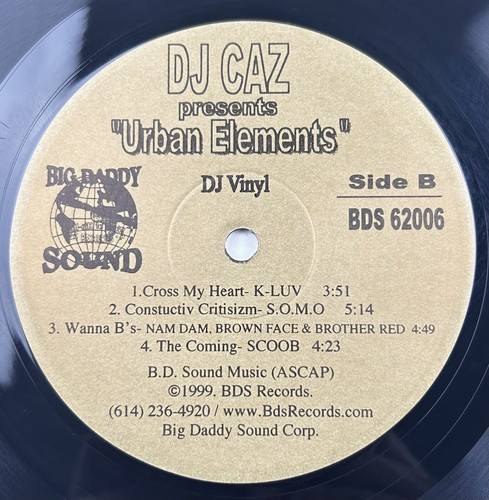 DJ CAZ
presents
"Urban Elements"
BIG DADDY
SOUND
DJ Vinyl
Side B
BDS 62006
1.Cross My Heart- K-LUV 3:51
2. Constuctiv Critisizm- S.O.M.O 5:14
3. Wanna B's- NAM DAM, BROWN FACE & BROTHER RED 4:49
4. The Coming- SCOOB 4:23
B.D. Sound Music (ASCAP)
©1999. BDS Records.
(614) 236-4920 / www.BdsRecords.com
Big Daddy Sound Corp.